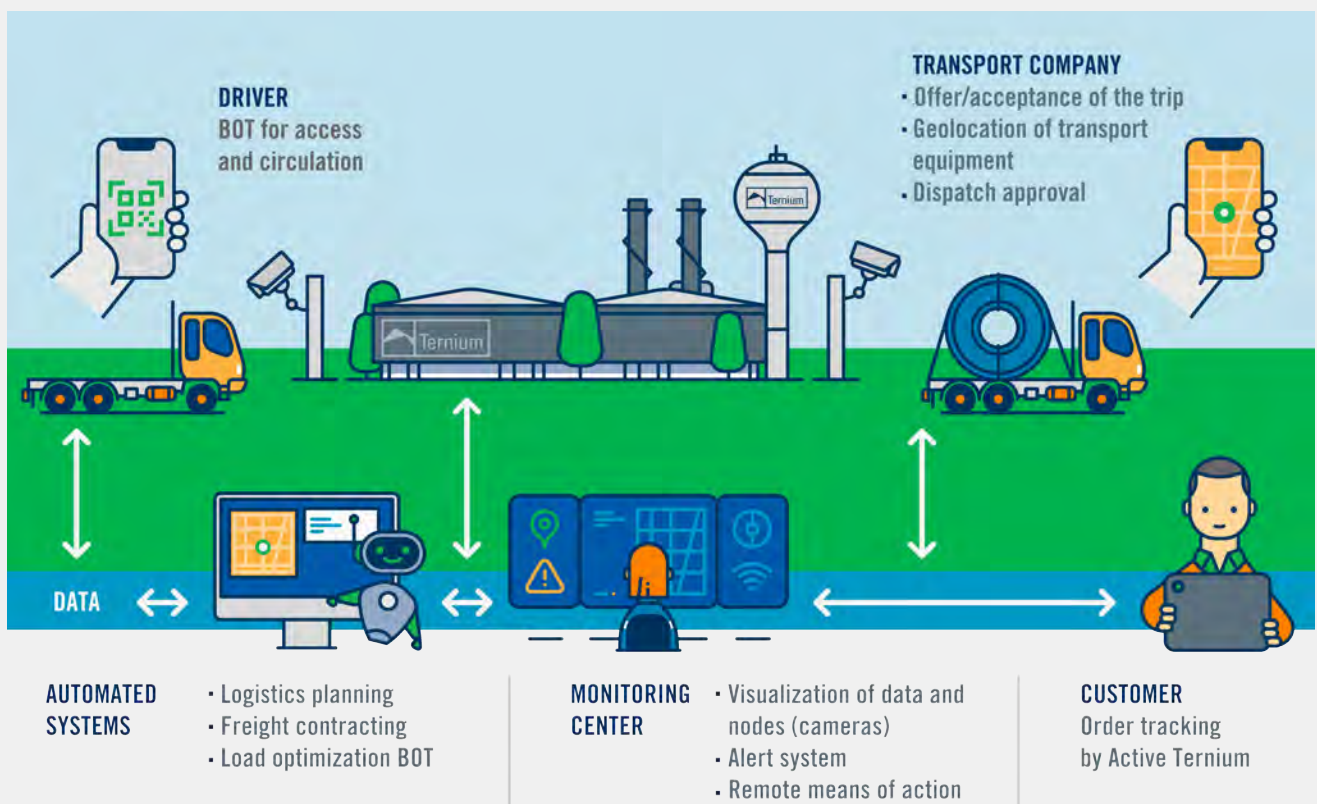 DRIVER
BOT for access
and circulation
TRANSPORT COMPANY
· Offer/acceptance of the trip
· Geolocation of transport
equipment
· Dispatch approval
Ternium
Ternium
DATA
AUTOMATED
SYSTEMS
· Logistics planning
· Freight contracting
· Load optimization BOT
MONITORING
CENTER
· Visualization of data and
nodes (cameras)
· Alert system
· Remote means of action
CUSTOMER
Order tracking
by Active Ternium